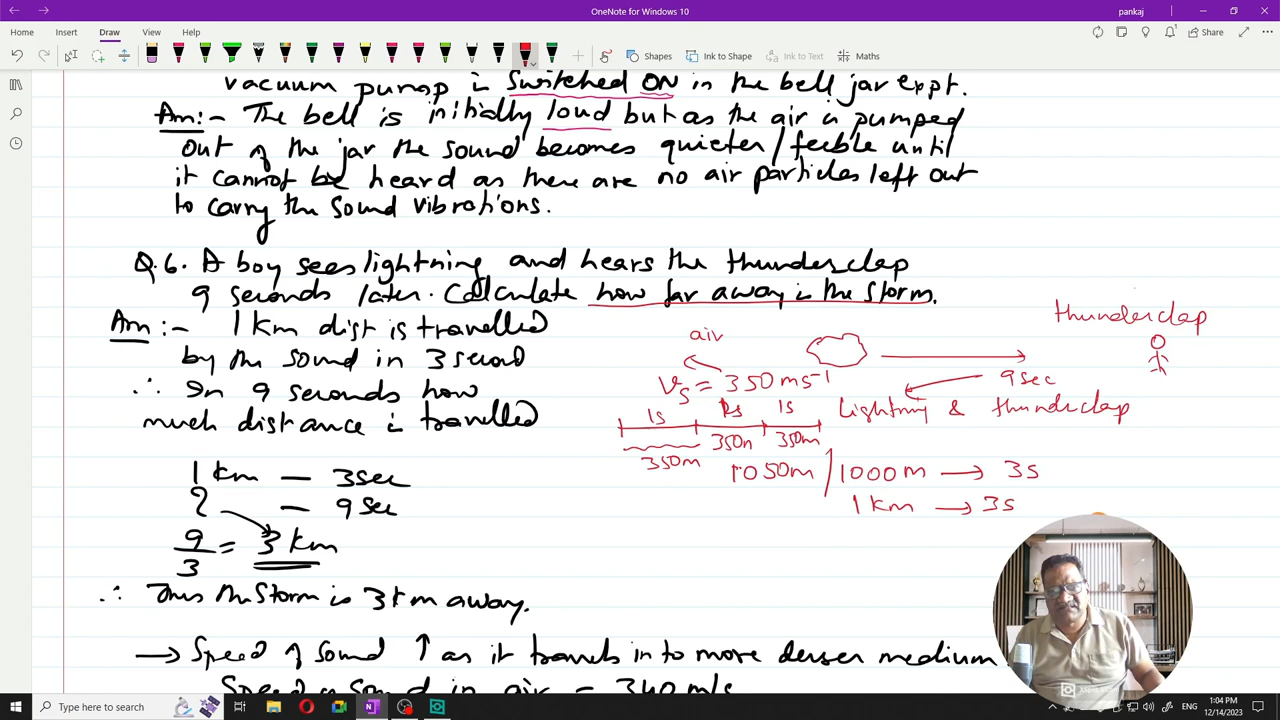 OneNote for Windows 10
pankaj
Home Insert Draw View Help
Share
Shapes
Ink to Shape
Ink to Text
Maths
vacuum pump is switched ON in the bell jar expt.
Ans:- The bell is initially loud but as the air is pumped
out of the jar the sound becomes quieter/feeble until
it cannot be heard as there are no air particles left out
to carry the sound vibrations.
Q.6. A boy sees lightning and hears the thunderclap
9 seconds later. Calculate how far away is the storm.
Ans:- 1 Km dist is travelled
by the sound in 3 second
∴ In 9 seconds how
much distance is travelled
1 km — 3sec
? — 9 sec
9/3 = 3 km
∴ Thus the storm is 3 km away.
→ Speed of sound ↑ as it travels in to more denser medium
Speed of sound in air = 340 m/s
thunderclap
air
Vs = 350 ms-1
9 sec
lightning & thunderclap
1s 1s 1s
350m 350m 350m
1050m / 1000 m → 3s
1 km → 3s
Type here to search
1:04 PM
12/14/2023